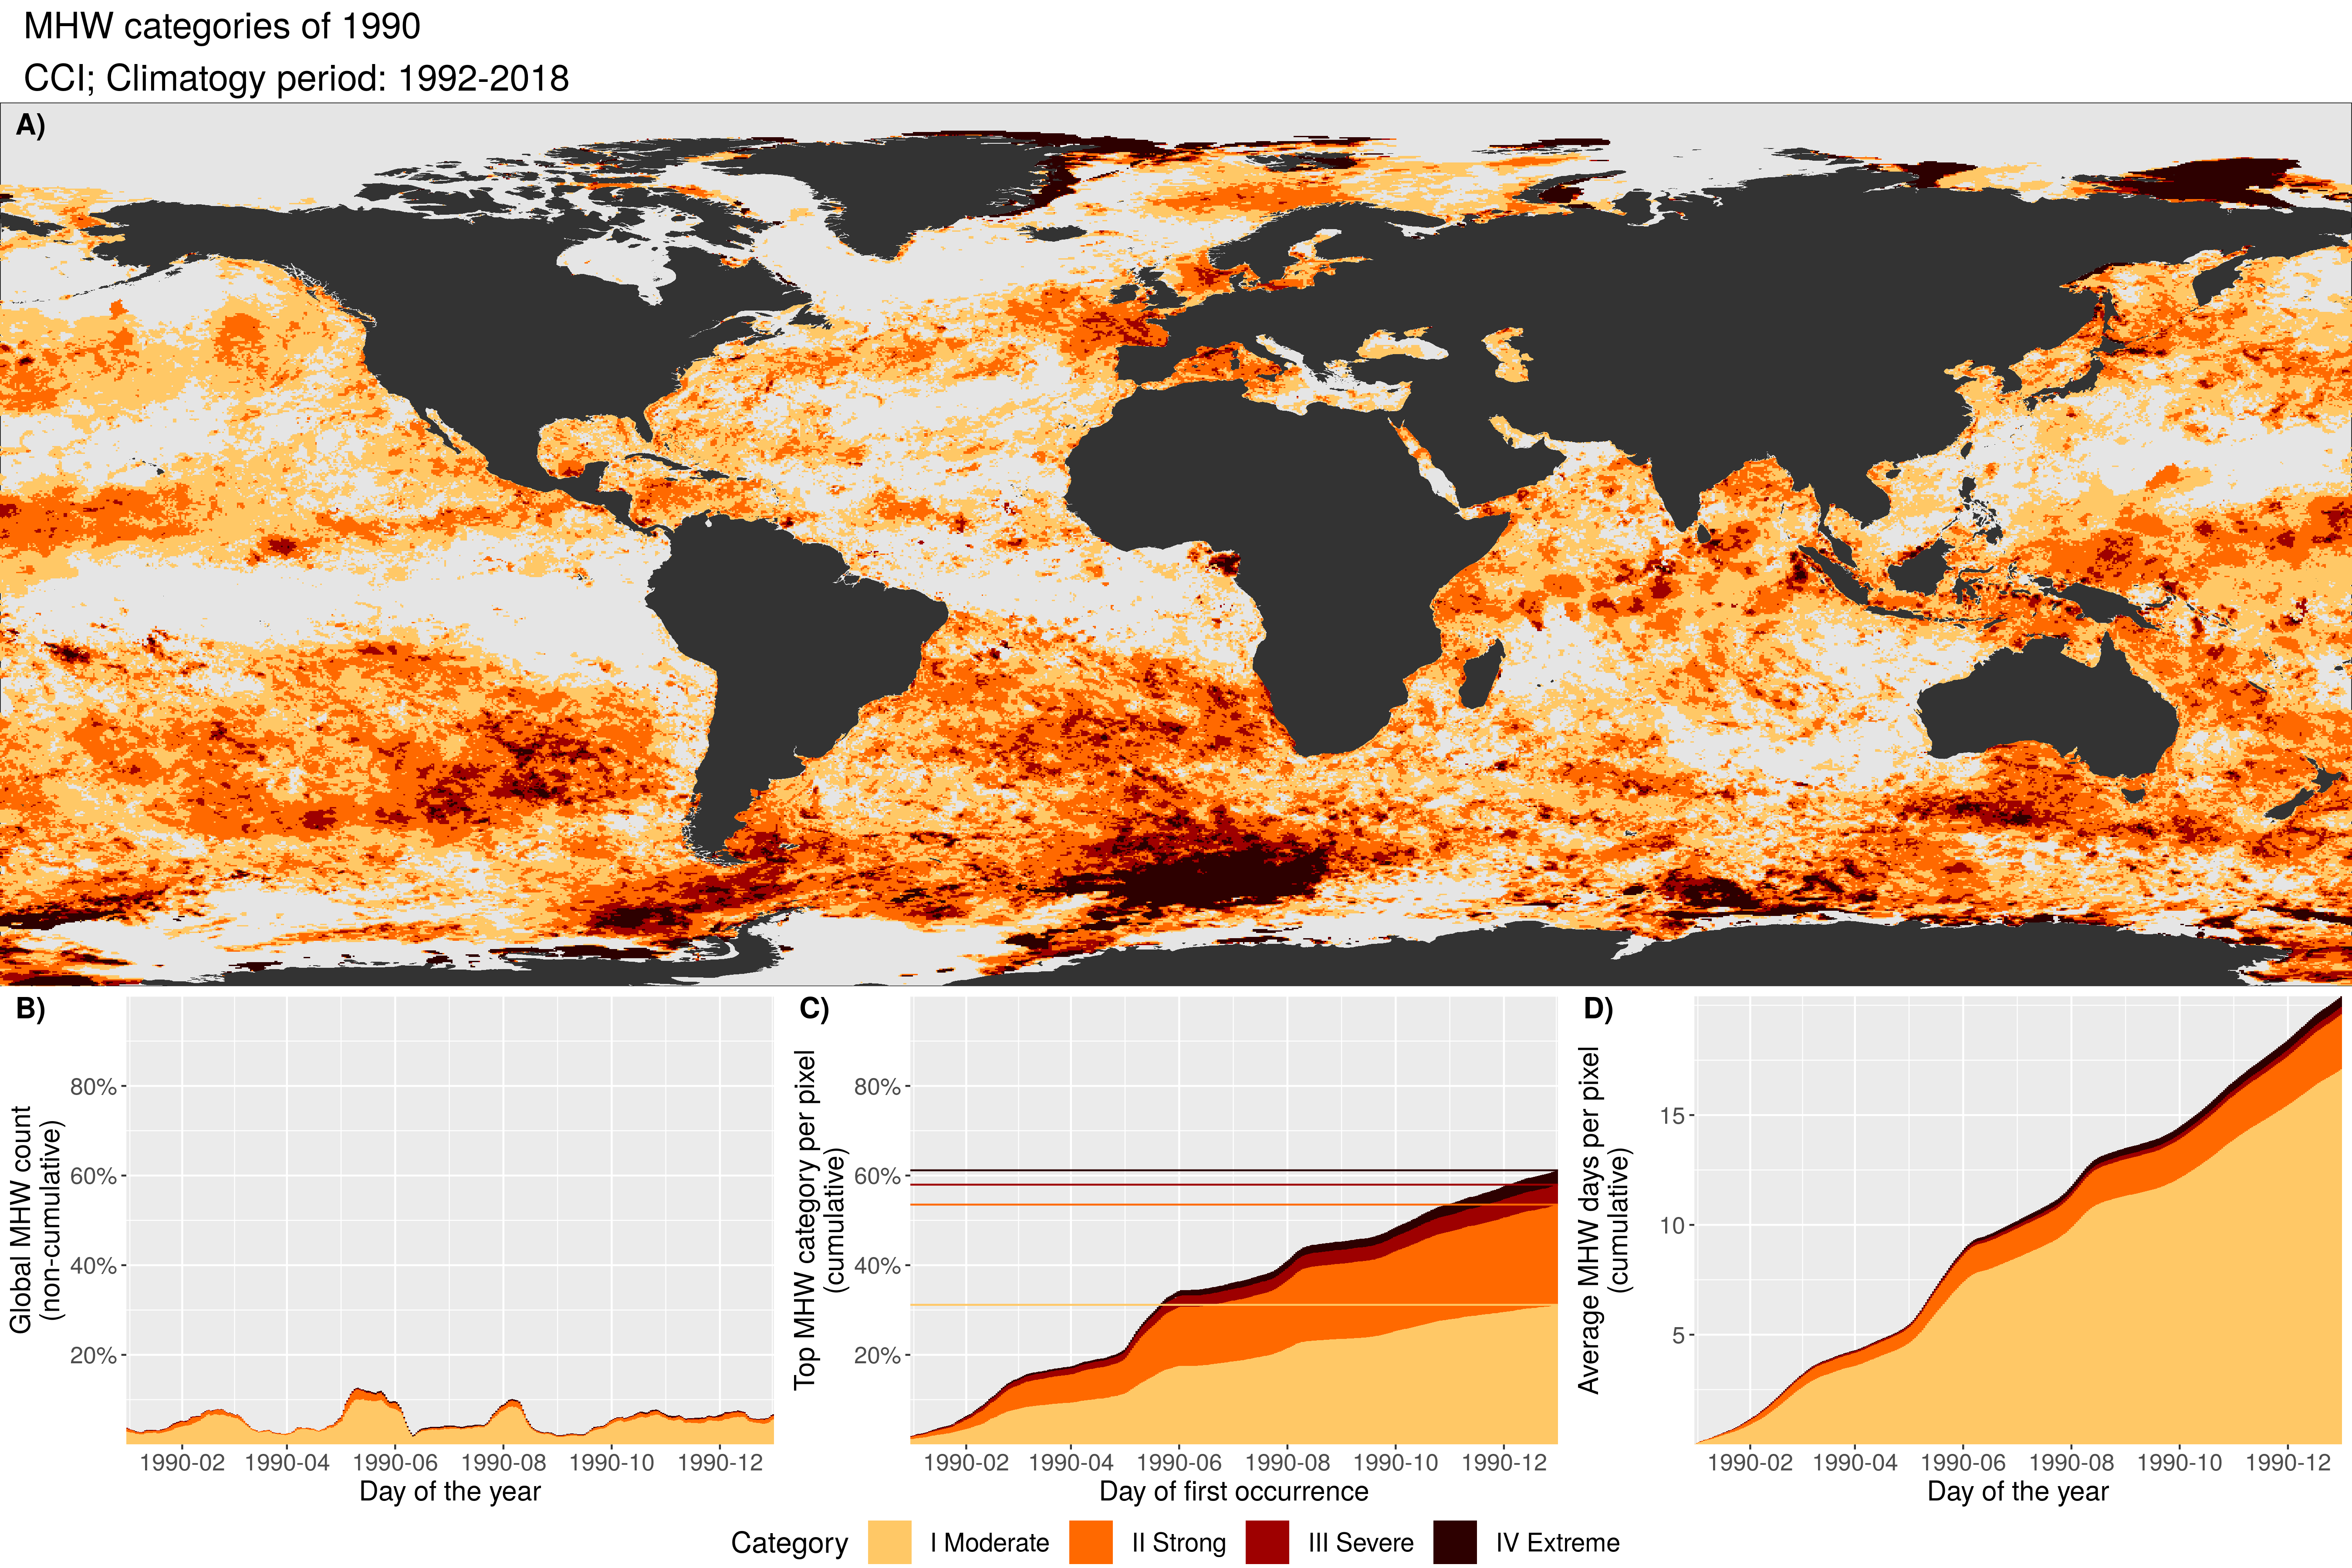 MHW categories of 1990
CCI; Climatogy period: 1992-2018
A)
B)
Global MHW count
(non-cumulative)
80%
60%
40%
20%
1990-02 1990-04 1990-06 1990-08 1990-10 1990-12
Day of the year
C)
Top MHW category per pixel
(cumulative)
80%
60%
40%
20%
1990-02 1990-04 1990-06 1990-08 1990-10 1990-12
Day of first occurrence
D)
Average MHW days per pixel
(cumulative)
15
10
5
1990-02 1990-04 1990-06 1990-08 1990-10 1990-12
Day of the year
Category I Moderate II Strong III Severe IV Extreme